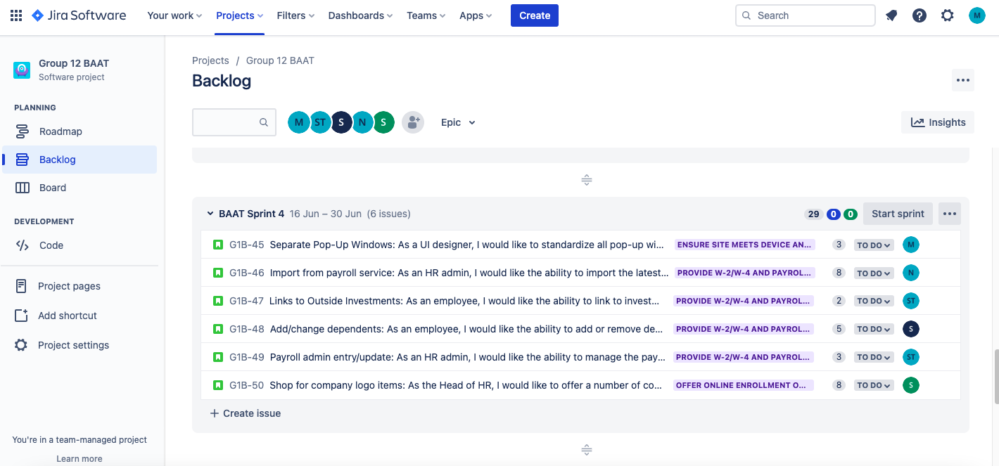 Jira Software Your work Projects Filters Dashboards Teams Apps Create Search M
Group 12 BAAT
Software project
PLANNING
Roadmap
Backlog
Board
DEVELOPMENT
Code
Project pages
Add shortcut
Project settings
You're in a team-managed project
Learn more
Projects / Group 12 BAAT
Backlog
M ST S N S Epic Insights
BAAT Sprint 4 16 Jun – 30 Jun (6 issues) 29 0 0 Start sprint
G1B-45 Separate Pop-Up Windows: As a UI designer, I would like to standardize all pop-up wi... ENSURE SITE MEETS DEVICE AN... 3 TO DO M
G1B-46 Import from payroll service: As an HR admin, I would like the ability to import the latest... PROVIDE W-2/W-4 AND PAYROL... 8 TO DO N
G1B-47 Links to Outside Investments: As an employee, I would like the ability to link to invest... PROVIDE W-2/W-4 AND PAYROL... 2 TO DO ST
G1B-48 Add/change dependents: As an employee, I would like the ability to add or remove de... PROVIDE W-2/W-4 AND PAYROL... 5 TO DO S
G1B-49 Payroll admin entry/update: As an HR admin, I would like the ability to manage the pay... PROVIDE W-2/W-4 AND PAYROL... 3 TO DO ST
G1B-50 Shop for company logo items: As the Head of HR, I would like to offer a number of co... OFFER ONLINE ENROLLMENT O... 8 TO DO S
+ Create issue